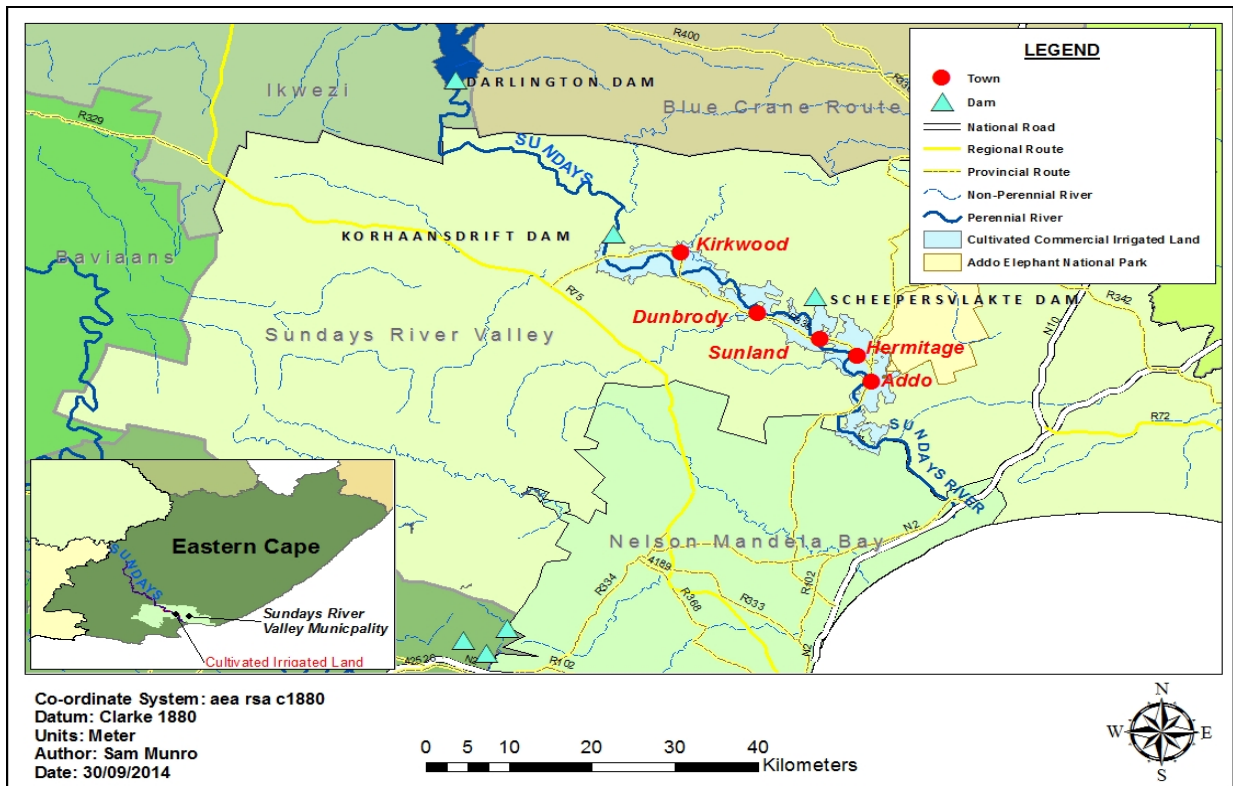 R400
R329
Ikwezi
DARLINGTON DAM
Blue Crane Route
SUNDAYS
KORHAANSDRIFT DAM
Kirkwood
Baviaans
R75
SCHEEPERSVLAKTE DAM
R342
Sundays River Valley
Dunbrody
Sunland
Hermitage
Addo
N10
R72
SUNDAYS RIVER
Nelson Mandela Bay
N2
4189
R334
R368
R333
R102
N2
R102
N2
LEGEND
Town
Dam
National Road
Regional Route
Provincial Route
Non-Perennial River
Perennial River
Cultivated Commercial Irrigated Land
Addo Elephant National Park
Eastern Cape
SUNDAYS
Sundays River
Valley Municpality
Cultivated Irrigated Land
Co-ordinate System: aea rsa c1880
Datum: Clarke 1880
Units: Meter
Author: Sam Munro
Date: 30/09/2014
0 5 10 20 30 40
Kilometers
N
W E
S